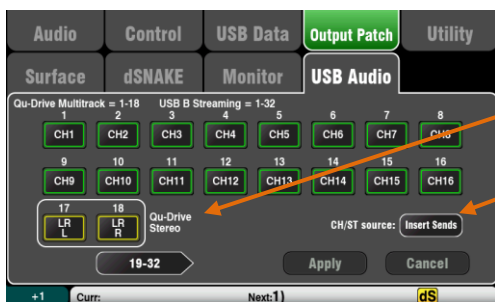 Audio Control USB Data Output Patch Utility
Surface dSNAKE Monitor USB Audio
Qu-Drive Multitrack = 1-18 USB B Streaming = 1-32
1 2 3 4 5 6 7 8
CH1 CH2 CH3 CH4 CH5 CH6 CH7 CH8
9 10 11 12 13 14 15 16
CH9 CH10 CH11 CH12 CH13 CH14 CH15 CH16
17 18
LR L LR R Qu-Drive Stereo
CH/ST source: Insert Sends
19-32 Apply Cancel
+1 Curr: Next:1) dS